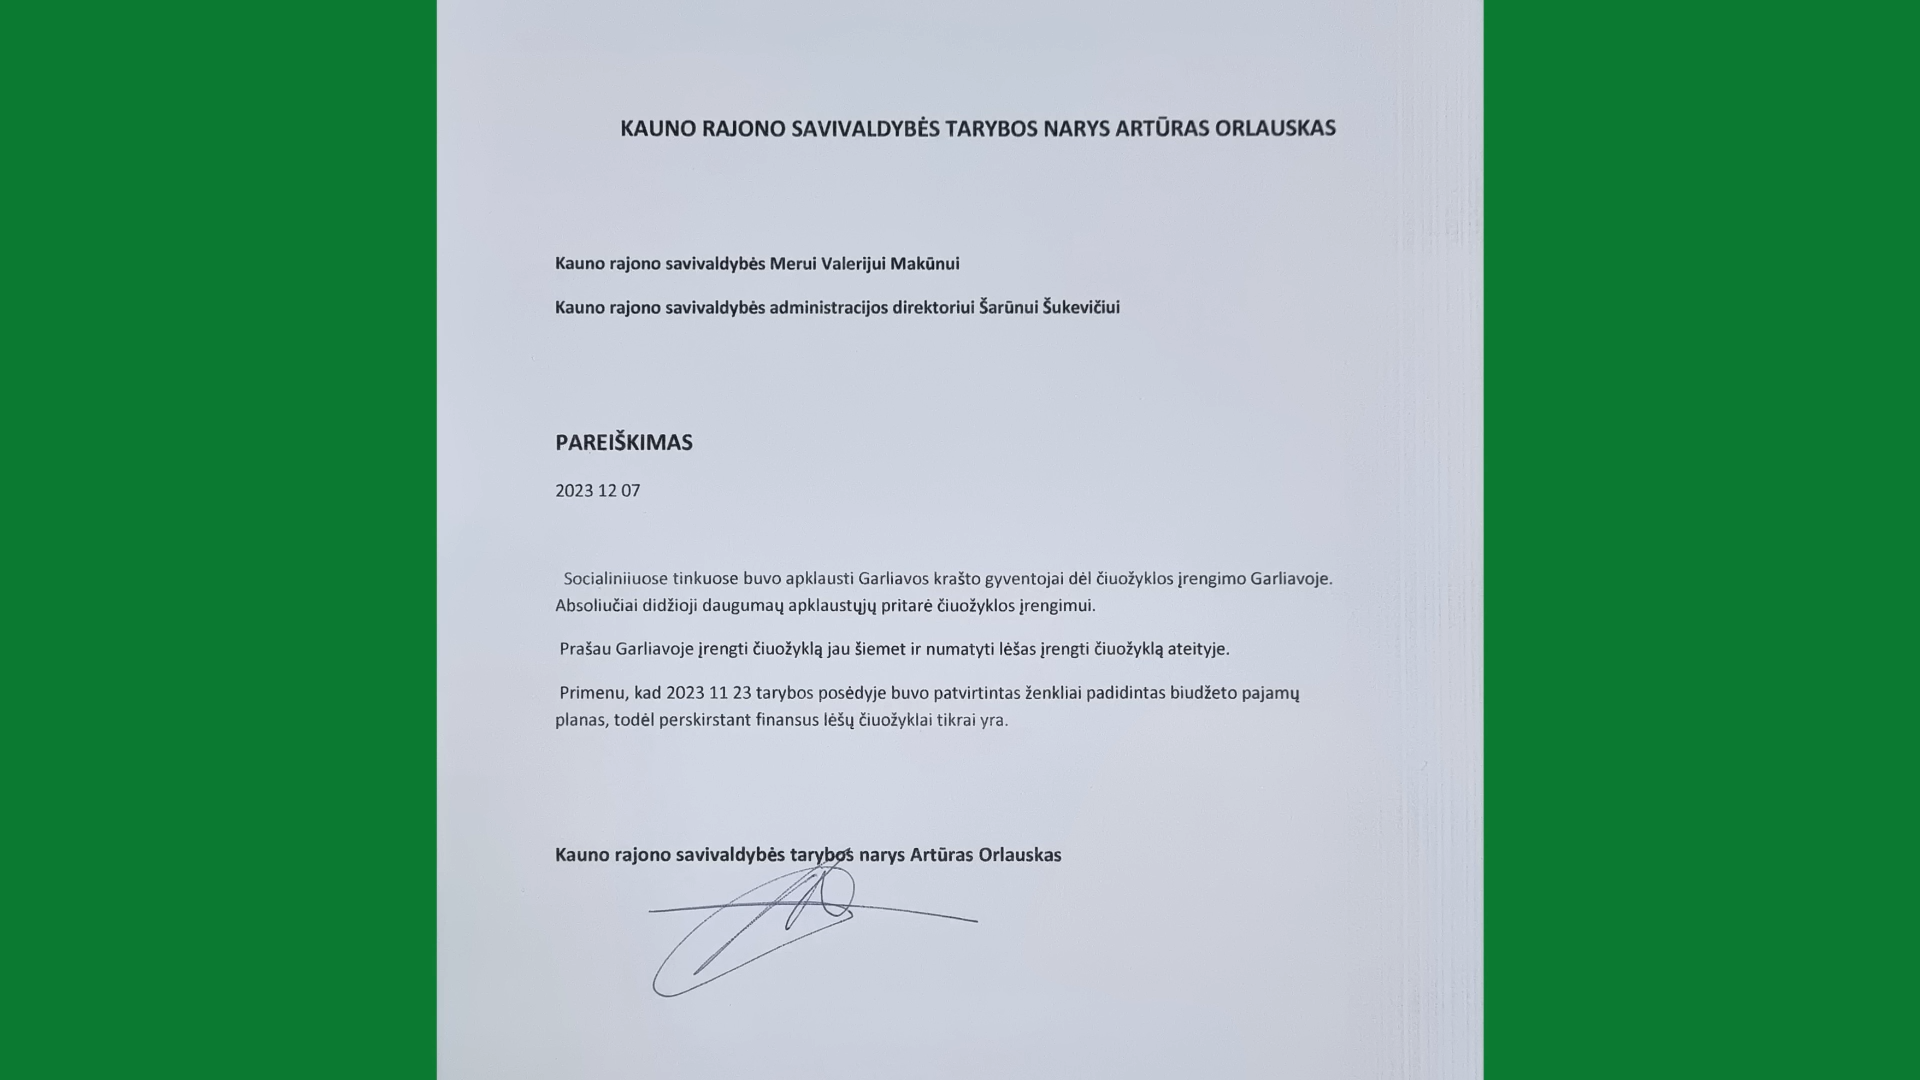 KAUNO RAJONO SAVIVALDYBĖS TARYBOS NARYS ARTŪRAS ORLAUSKAS
Kauno rajono savivaldybės Merui Valerijui Makūnui
Kauno rajono savivaldybės administracijos direktoriui Šarūnui Šukevičiui
PAREIŠKIMAS
2023 12 07
Socialiniiuose tinkuose buvo apklausti Garliavos krašto gyventojai dėl čiuožyklos įrengimo Garliavoje.
Absoliučiai didžioji daugumaų apklaustųjų pritarė čiuožyklos įrengimui.
Prašau Garliavoje įrengti čiuožyklą jau šiemet ir numatyti lėšas įrengti čiuožyklą ateityje.
Primenu, kad 2023 11 23 tarybos posėdyje buvo patvirtintas ženkliai padidintas biudžeto pajamų
planas, todėl perskirstant finansus lėšų čiuožyklai tikrai yra.
Kauno rajono savivaldybės tarybos narys Artūras Orlauskas